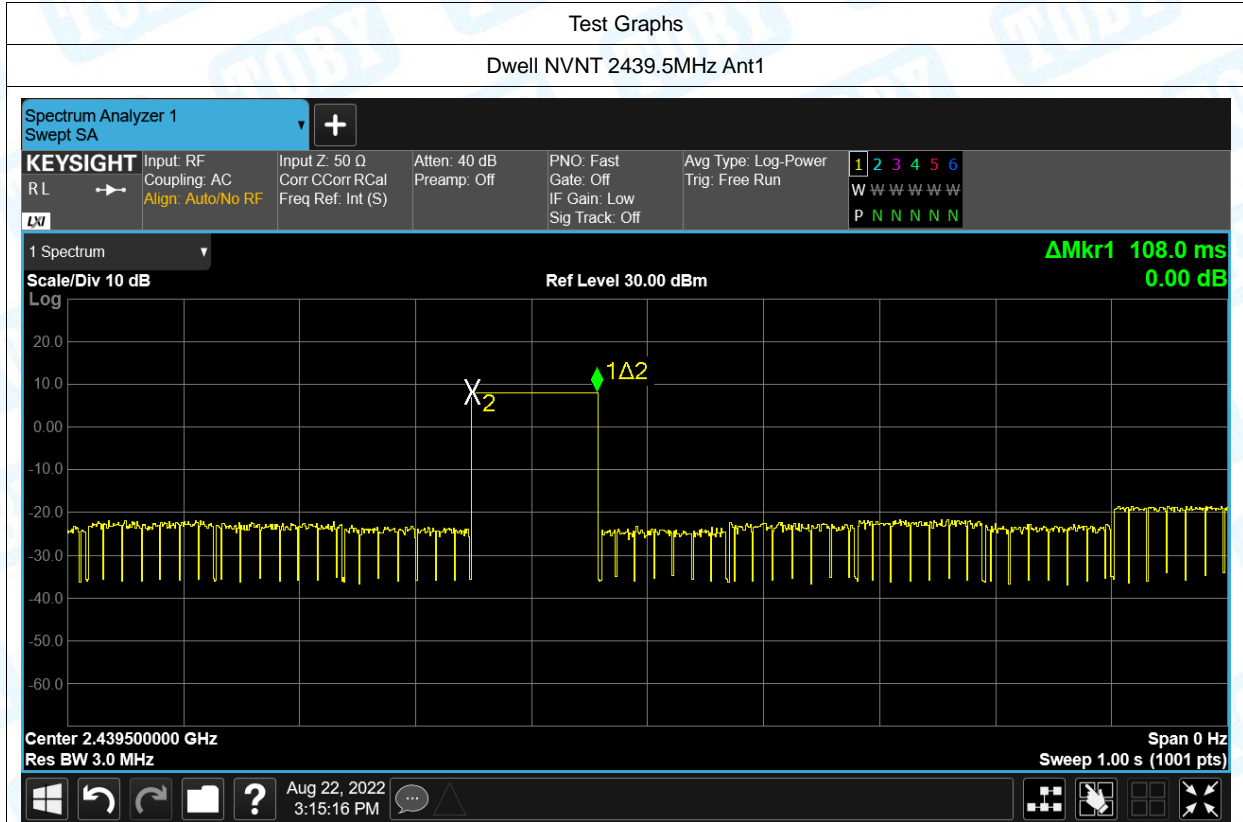 Test Graphs
Dwell NVNT 2439.5MHz Ant1
Spectrum Analyzer 1
Swept SA
KEYSIGHT
R L
LXI
Input: RF
Coupling: AC
Align: Auto/No RF
Input Z: 50 Ω
Corr CCorr RCal
Freq Ref: Int (S)
Atten: 40 dB
Preamp: Off
PNO: Fast
Gate: Off
IF Gain: Low
Sig Track: Off
Avg Type: Log-Power
Trig: Free Run
1 2 3 4 5 6
W W W W W W
P N N N N N
1 Spectrum
ΔMkr1 108.0 ms
0.00 dB
Scale/Div 10 dB
Ref Level 30.00 dBm
Log
20.0
10.0
0.00
-10.0
-20.0
-30.0
-40.0
-50.0
-60.0
X2
1Δ2
Center 2.439500000 GHz
Span 0 Hz
Res BW 3.0 MHz
Sweep 1.00 s (1001 pts)
?
Aug 22, 2022
3:15:16 PM
TOBY